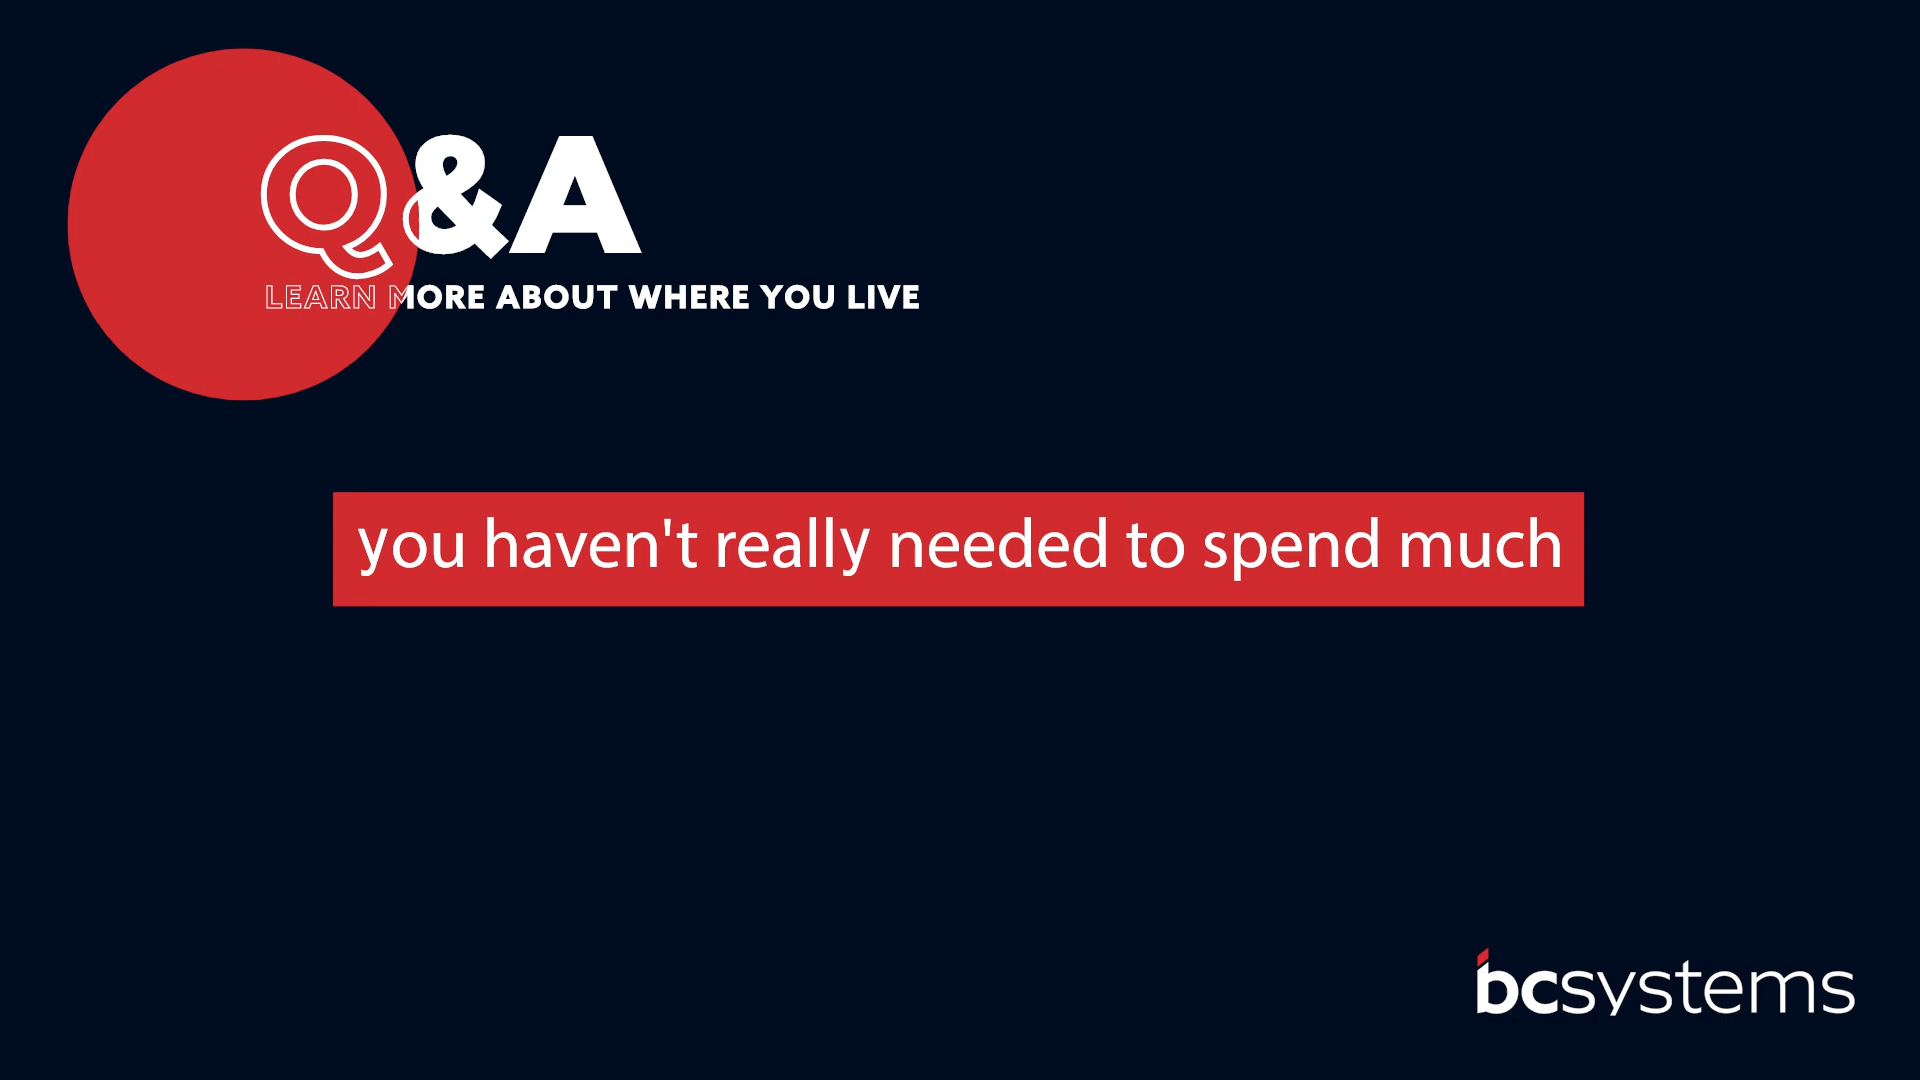 Q&A
LEARN MORE ABOUT WHERE YOU LIVE
you haven't really needed to spend much
bcsystems